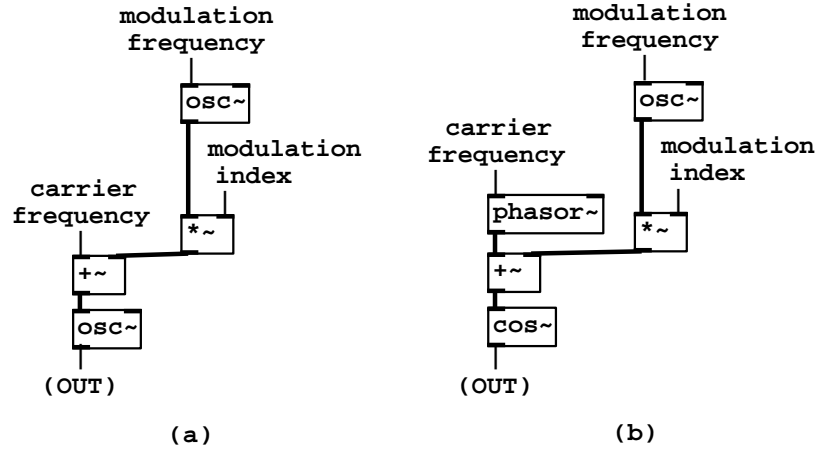 modulation
frequency
osc~
modulation
index
carrier
frequency
*~
+~
osc~
(OUT)
(a)
modulation
frequency
osc~
carrier
frequency
modulation
index
phasor~
*~
+~
cos~
(OUT)
(b)